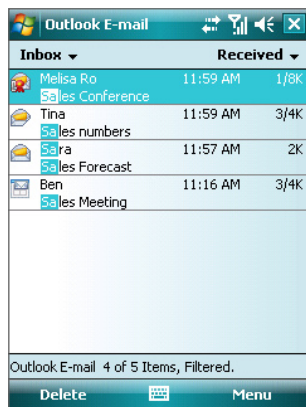 Outlook E-mail
Inbox Received
Melisa Ro 11:59 AM 1/8K
Sales Conference
Tina 11:59 AM 3/4K
Sales numbers
Sara 11:57 AM 2K
Sales Forecast
Ben 11:16 AM 3/4K
Sales Meeting
Outlook E-mail 4 of 5 Items, Filtered.
Delete Menu